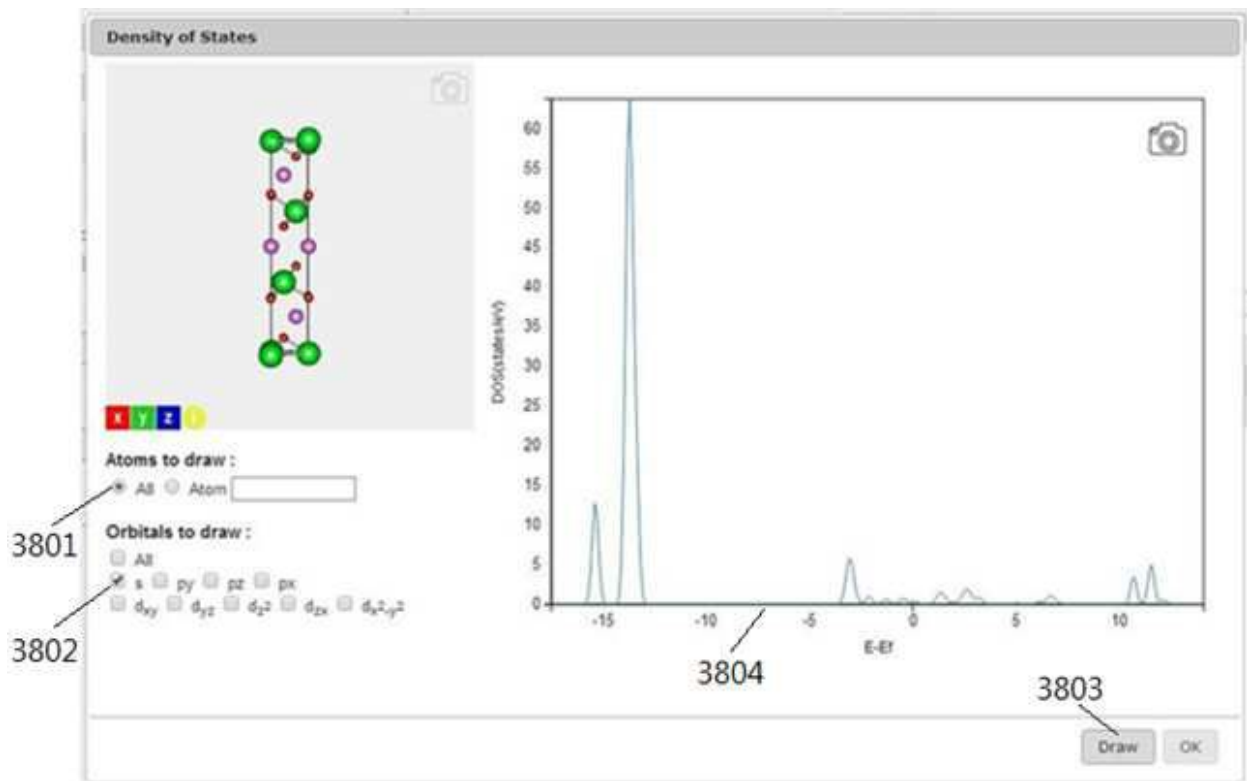 Density of States
x y z
Atoms to draw :
All Atom
3801
Orbitals to draw :
All
s py pz px
dxy dyz dz² dzx dx²-y²
3802
DOS(states/eV)
60
55
50
45
40
35
30
25
20
15
10
5
0
-15 -10 -5 0 5 10
E-Ef
3804
3803
Draw OK